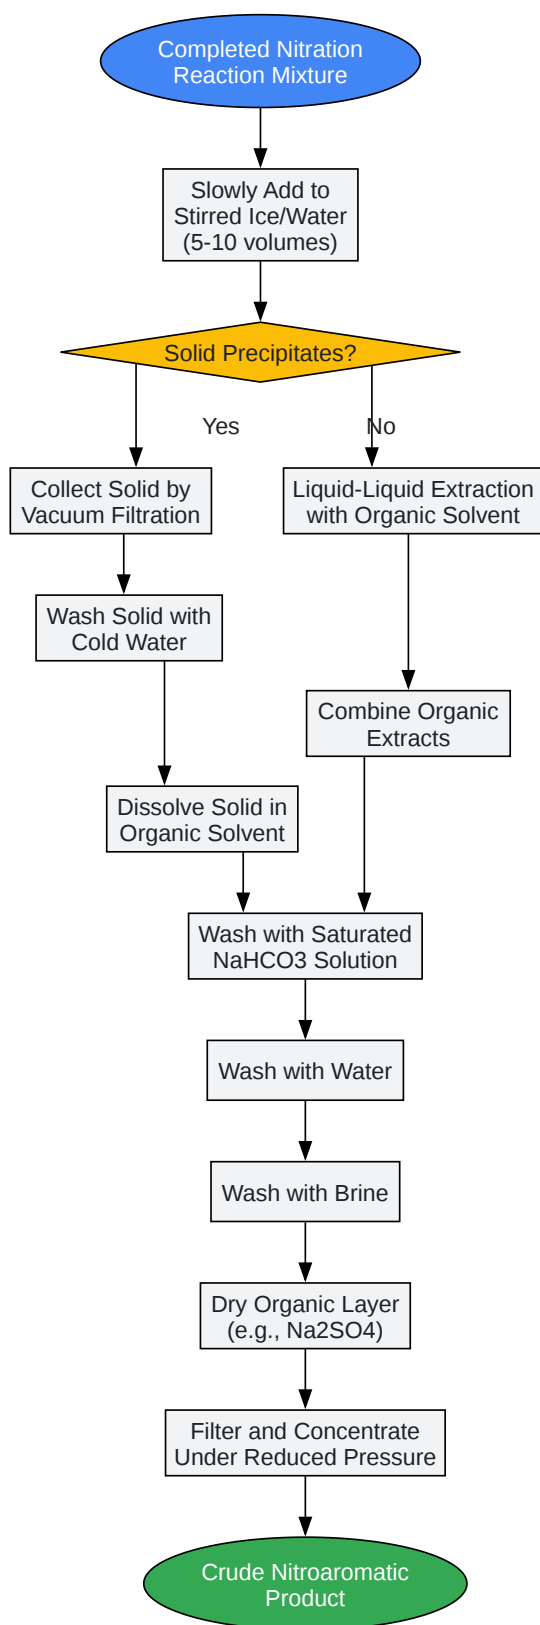 Completed Nitration
Reaction Mixture
Slowly Add to
Stirred Ice/Water
(5-10 volumes)
Solid Precipitates?
Yes
No
Collect Solid by
Vacuum Filtration
Liquid-Liquid Extraction
with Organic Solvent
Wash Solid with
Cold Water
Combine Organic
Extracts
Dissolve Solid in
Organic Solvent
Wash with Saturated
NaHCO3 Solution
Wash with Water
Wash with Brine
Dry Organic Layer
(e.g., Na2SO4)
Filter and Concentrate
Under Reduced Pressure
Crude Nitroaromatic
Product